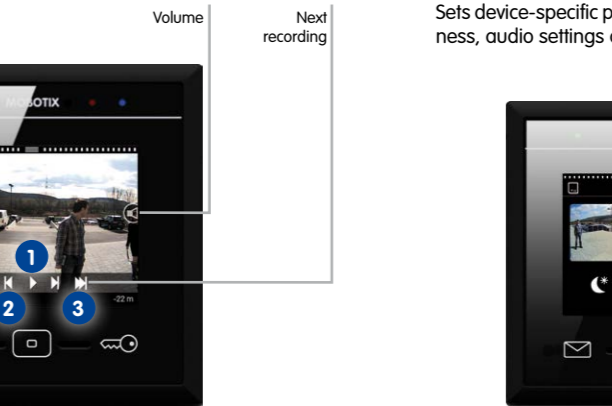 Volume
Next
recording
Sets device-specific p
ness, audio settings
MOBOTIX
1
2
3
-22 m